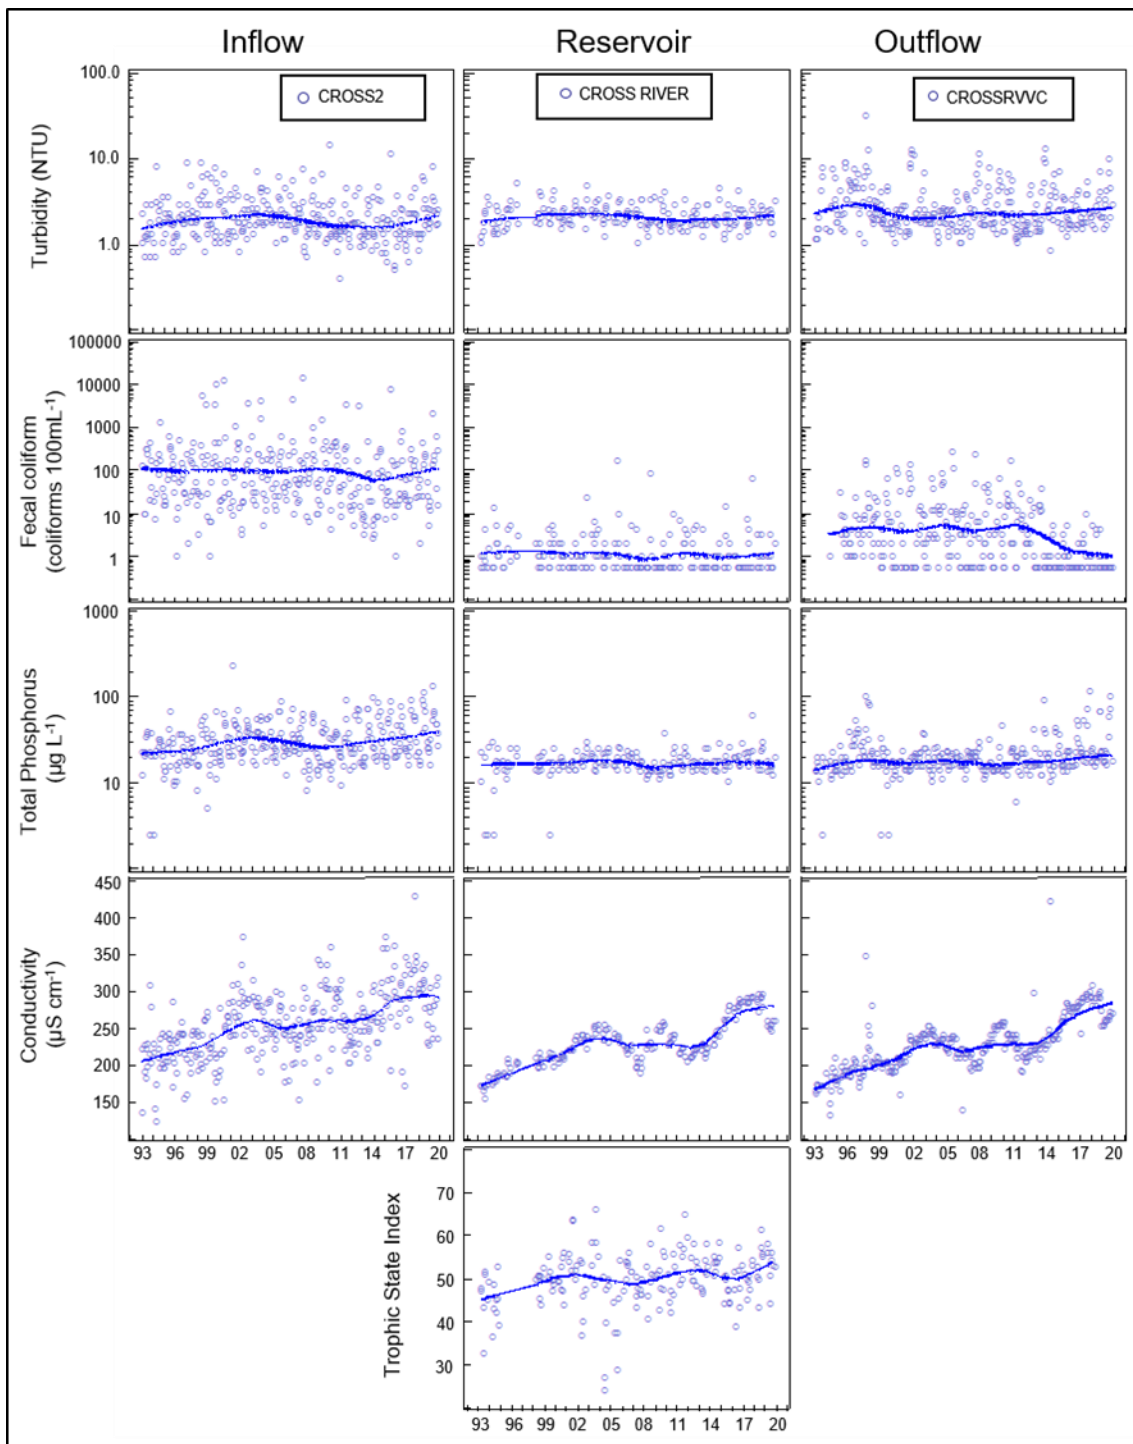 Inflow Reservoir Outflow
CROSS2 CROSS RIVER CROSSRVVC
Turbidity (NTU)
100.0
10.0
1.0
Fecal coliform
(coliforms 100mL⁻¹)
100000
10000
1000
100
10
1
Total Phosphorus
(µg L⁻¹)
1000
100
10
Conductivity
(µS cm⁻¹)
450
400
350
300
250
200
150
93 96 99 02 05 08 11 14 17 20
93 96 99 02 05 08 11 14 17 20
Trophic State Index
70
60
50
40
30
93 96 99 02 05 08 11 14 17 20